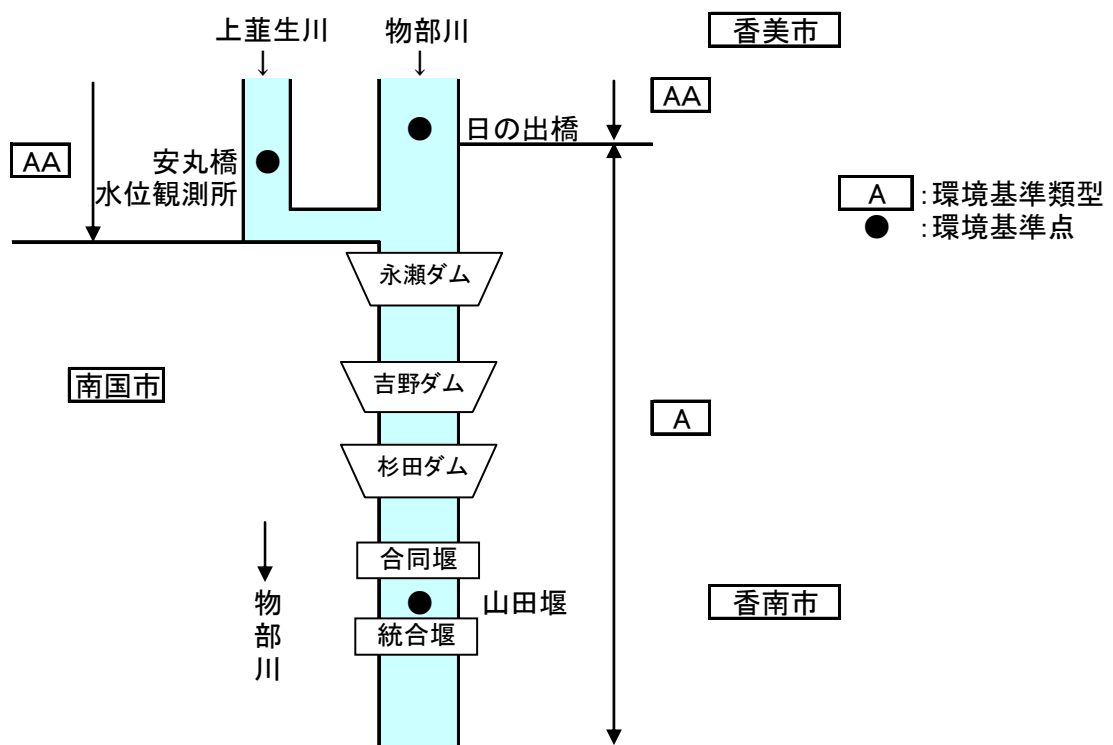 上韮生川
物部川
香美市
↓
↓
AA
日の出橋
AA
安丸橋
水位観測所
A
:環境基準類型
● :環境基準点
永瀬ダム
吉野ダム
南国市
A
杉田ダム
合同堰
物部川
山田堰
香南市
統合堰